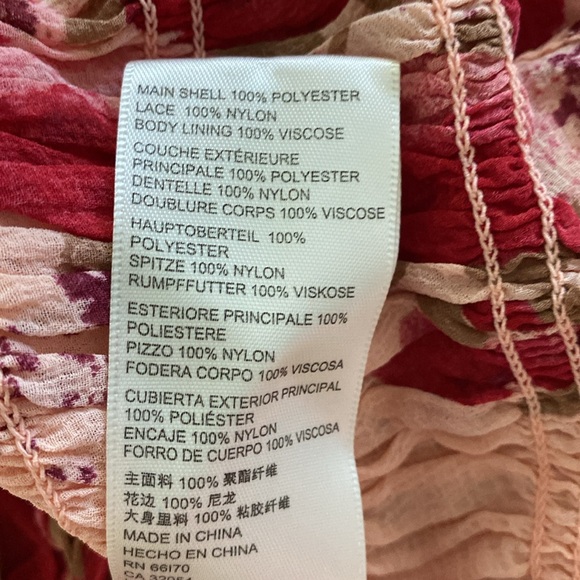 MAIN SHELL 100% POLYESTER
LACE 100% NYLON
BODY LINING 100% VISCOSE
COUCHE EXTÉRIEURE
PRINCIPALE 100% POLYESTER
DENTELLE 100% NYLON
DOUBLURE CORPS 100% VISCOSE
HAUPTOBERTEIL 100%
POLYESTER
SPITZE 100% NYLON
RUMPFFUTTER 100% VISKOSE
ESTERIORE PRINCIPALE 100%
POLIESTERE
PIZZO 100% NYLON
FODERA CORPO 100% VISCOSA
CUBIERTA EXTERIOR PRINCIPAL
100% POLIÉSTER
ENCAJE 100% NYLON
FORRO DE CUERPO 100% VISCOSA
主面料 100% 聚酯纤维
花边 100% 尼龙
大身里料 100% 粘胶纤维
MADE IN CHINA
HECHO EN CHINA
RN 66170
CA